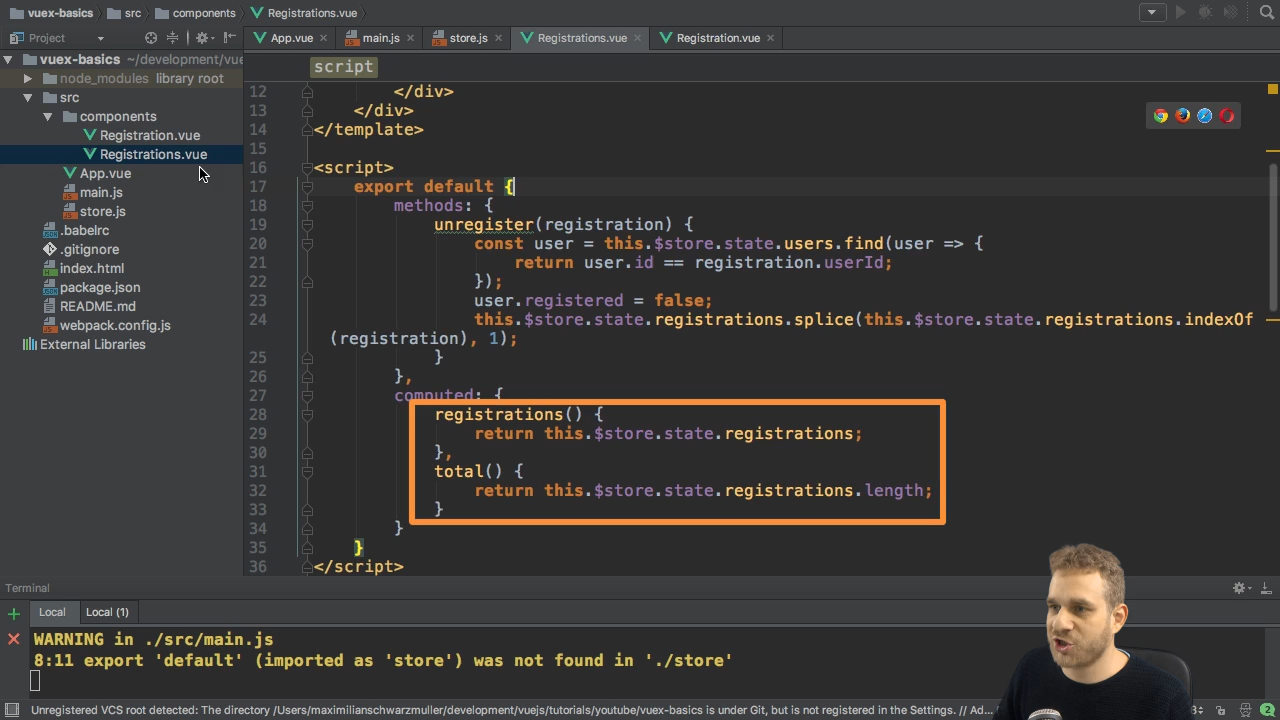 vuex-basics src components Registrations.vue
Project App.vue main.js store.js Registrations.vue Registration.vue
vuex-basics ~/development/vue
node_modules library root
src
components
Registration.vue
Registrations.vue
App.vue
main.js
store.js
.babelrc
.gitignore
index.html
package.json
README.md
webpack.config.js
External Libraries
script
12 </div>
13 </div>
14 </template>
15
16 <script>
17 export default {
18 methods: {
19 unregister(registration) {
20 const user = this.$store.state.users.find(user => {
21 return user.id == registration.userId;
22 });
23 user.registered = false;
24 this.$store.state.registrations.splice(this.$store.state.registrations.indexOf
(registration), 1);
25 }
26 },
27 computed: {
28 registrations() {
29 return this.$store.state.registrations;
30 },
31 total() {
32 return this.$store.state.registrations.length;
33 }
34 }
35 }
36 </script>
Terminal
Local Local (1)
WARNING in ./src/main.js
8:11 export 'default' (imported as 'store') was not found in './store'
Unregistered VCS root detected: The directory /Users/maximilianschwarzmuller/development/vuejs/tutorials/youtube/vuex-basics is under Git, but is not registered in the Settings. // Ad... 2